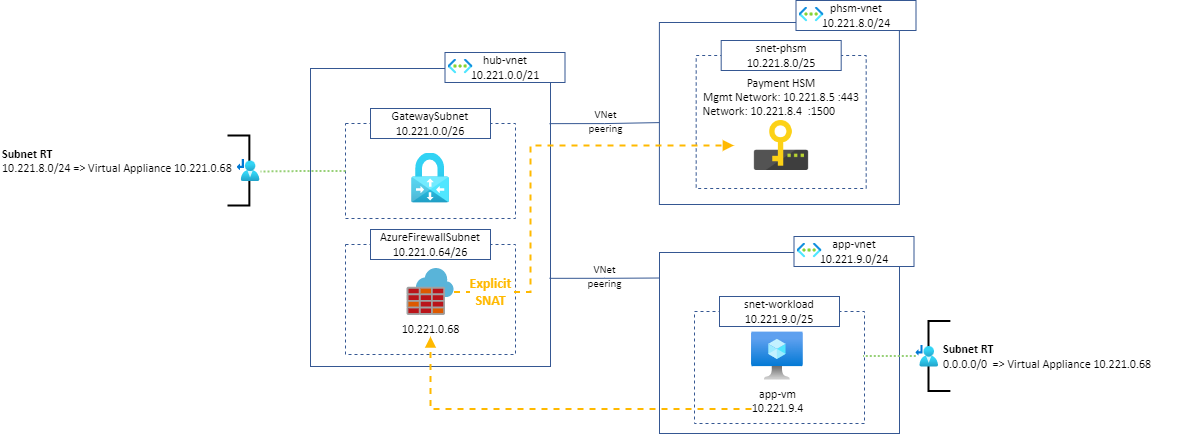 phsm-vnet
10.221.8.0/24
snet-phsm
10.221.8.0/25
Payment HSM
Mgmt Network: 10.221.8.5 :443
Network: 10.221.8.4 :1500
hub-vnet
10.221.0.0/21
GatewaySubnet
10.221.0.0/26
VNet
peering
Subnet RT
10.221.8.0/24 => Virtual Appliance 10.221.0.68
AzureFirewallSubnet
10.221.0.64/26
Explicit
SNAT
10.221.0.68
VNet
peering
app-vnet
10.221.9.0/24
snet-workload
10.221.9.0/25
app-vm
10.221.9.4
Subnet RT
0.0.0.0/0 => Virtual Appliance 10.221.0.68